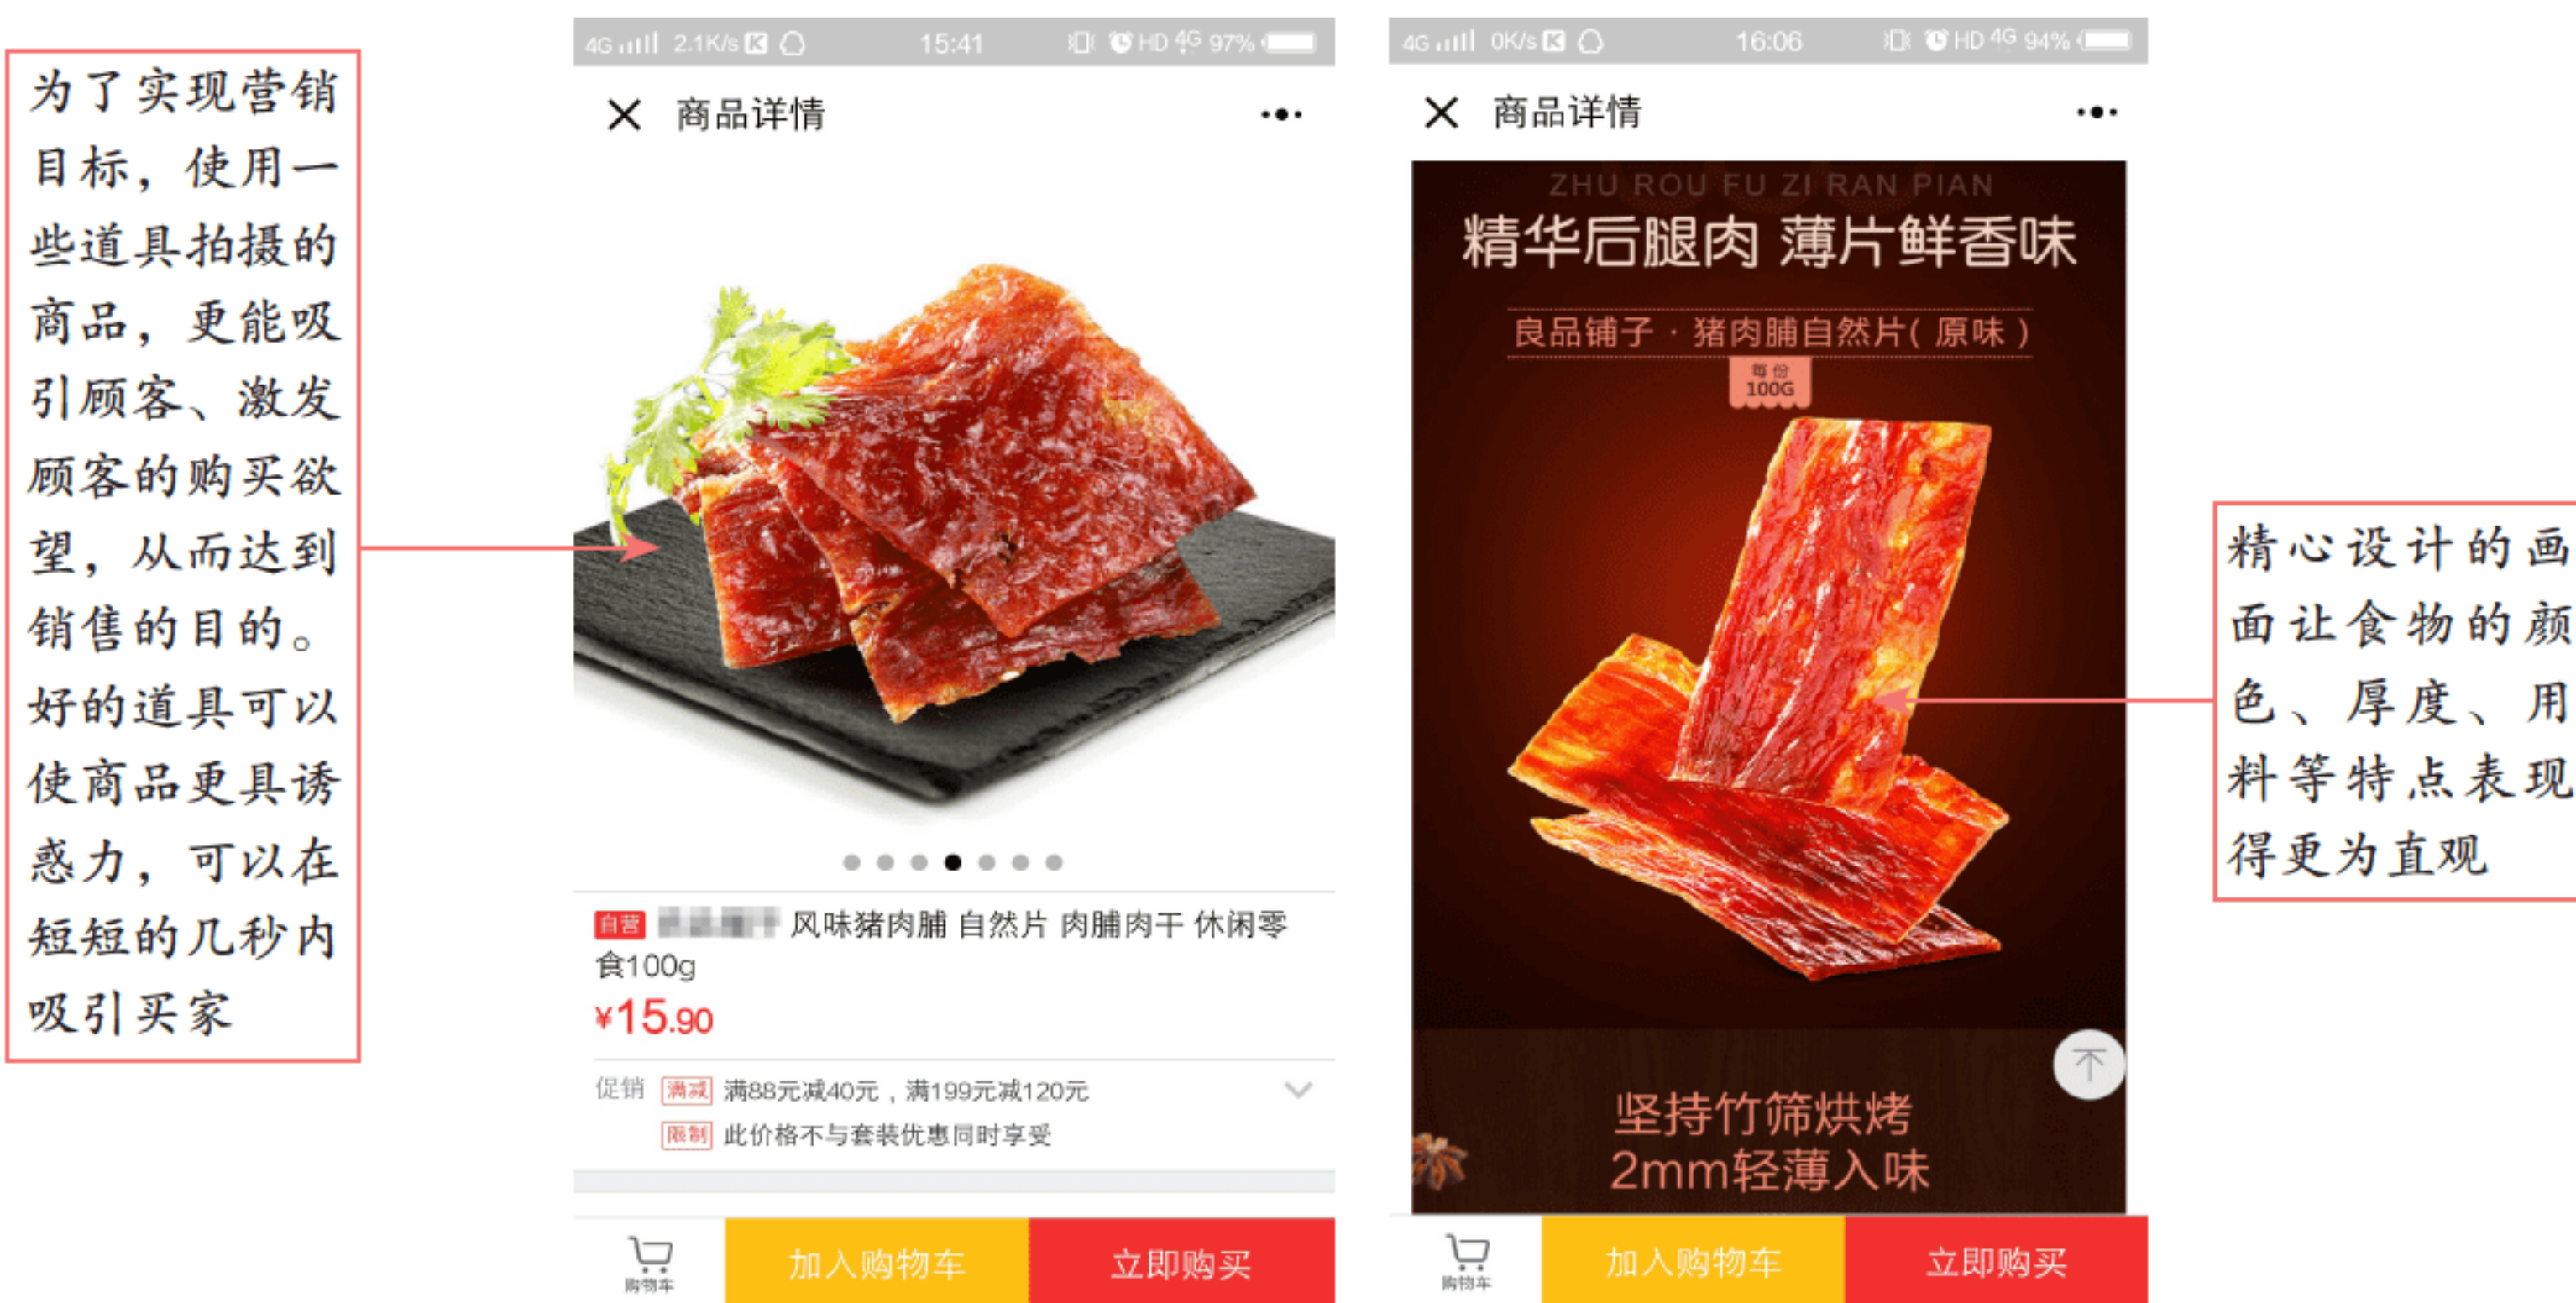 为了实现营销
目标，使用一
些道具拍摄的
商品，更能吸
引顾客、激发
顾客的购买欲
望，从而达到
销售的目的。
好的道具可以
使商品更具诱
惑力，可以在
短短的几秒内
吸引买家
4G 2.1K/s K 15:41 HD 4G 97%
商品详情
自营 风味猪肉脯 自然片 肉脯肉干 休闲零
食100g
¥15.90
促销 满减 满88元减40元，满199元减120元
限制 此价格不与套装优惠同时享受
购物车 加入购物车 立即购买
4G 0K/s K 16:06 HD 4G 94%
商品详情
ZHU ROU FU ZI RAN PIAN
精华后腿肉 薄片鲜香味
良品铺子·猪肉脯自然片(原味)
每份
100G
坚持竹筛烘烤
2mm轻薄入味
购物车 加入购物车 立即购买
精心设计的画
面让食物的颜
色、厚度、用
料等特点表现
得更为直观